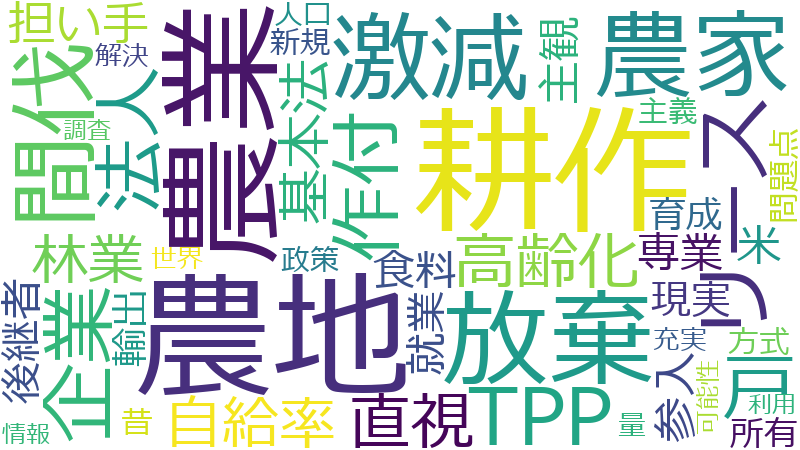 担い手
人口
新規
解決
激減
農家
主観
間伐
法人
農業
調査
基本法
作付
耕作
主義
リース
問題点
林業
世界
政策
食料
高齢化
育成
専業
米
後継者
企業
輸出
農地
就業
放棄
現実
充実
方式
戸
参入
可能性
利用
情報
昔
自給率
直視
TPP
量
所有